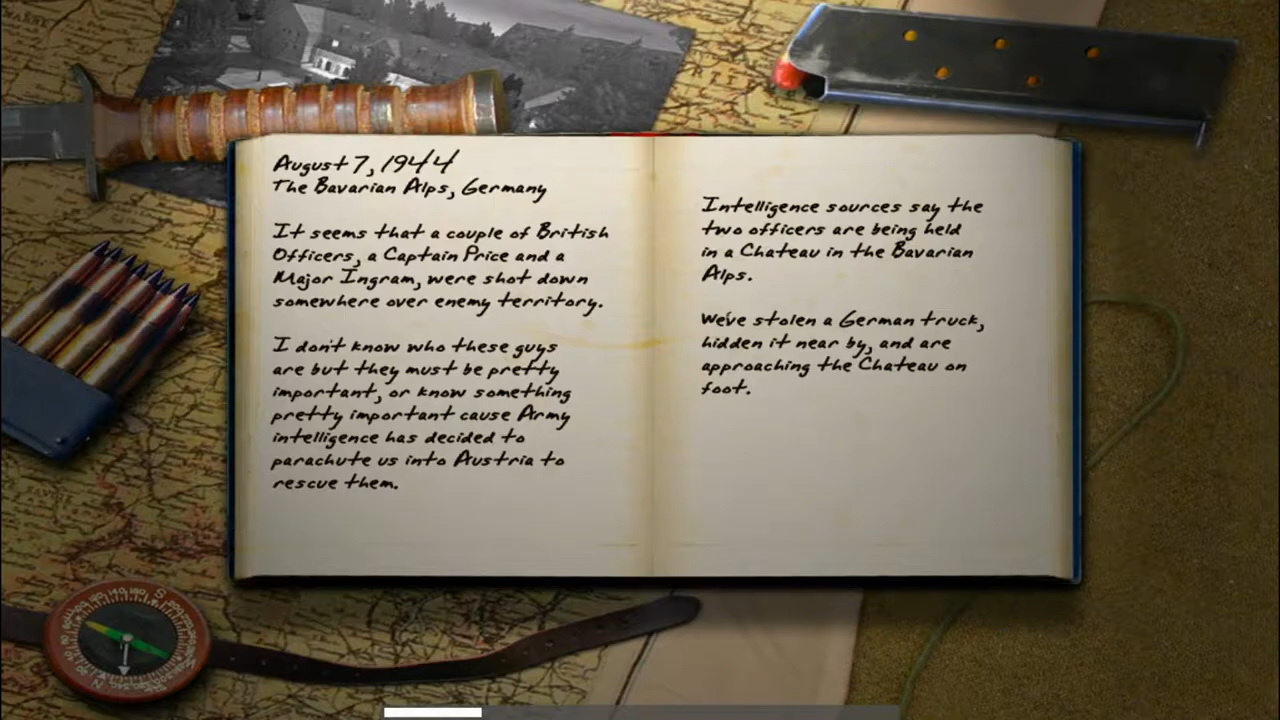 August 7, 1944
The Bavarian Alps, Germany
It seems that a couple of British
Officers, a Captain Price and a
Major Ingram, were shot down
somewhere over enemy territory.
I don't know who these guys
are but they must be pretty
important, or know something
pretty important cause Army
intelligence has decided to
parachute us into Austria to
rescue them.
Intelligence sources say the
two officers are being held
in a Chateau in the Bavarian
Alps.
We've stolen a German truck,
hidden it near by, and are
approaching the Chateau on
foot.